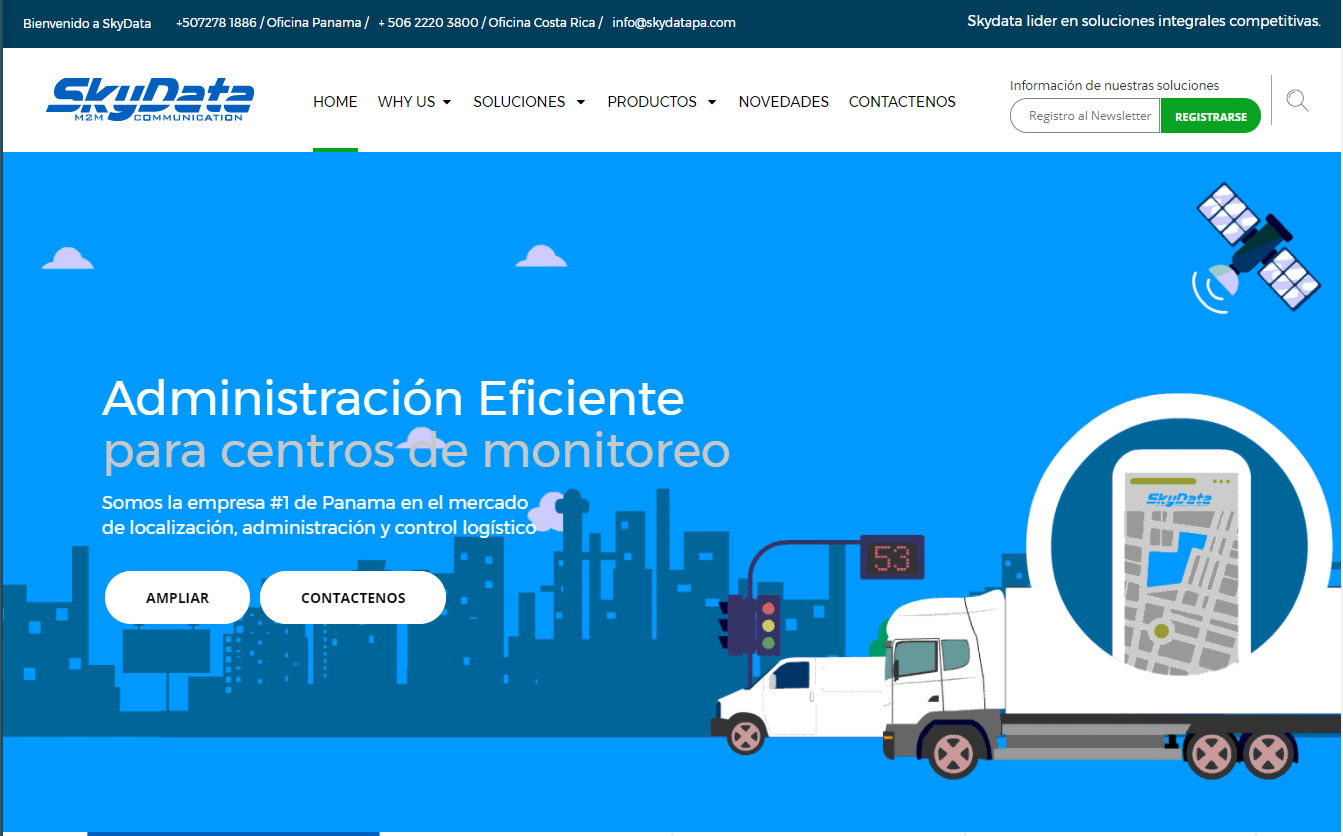 Bienvenido a SkyData
+507278 1886 / Oficina Panama /
+ 506 2220 3800 / Oficina Costa Rica /
info@skydatapa.com
Skydata lider en soluciones integrales competitivas.
SkyData
M2M COMMUNICATION
HOME
WHY US
SOLUCIONES
PRODUCTOS
NOVEDADES
CONTACTENOS
Información de nuestras soluciones
Registro al Newsletter
REGISTRARSE
Administración Eficiente
para centros de monitoreo
Somos la empresa #1 de Panama en el mercado
de localización, administración y control logístico
AMPLIAR
CONTACTENOS
53
SkyData